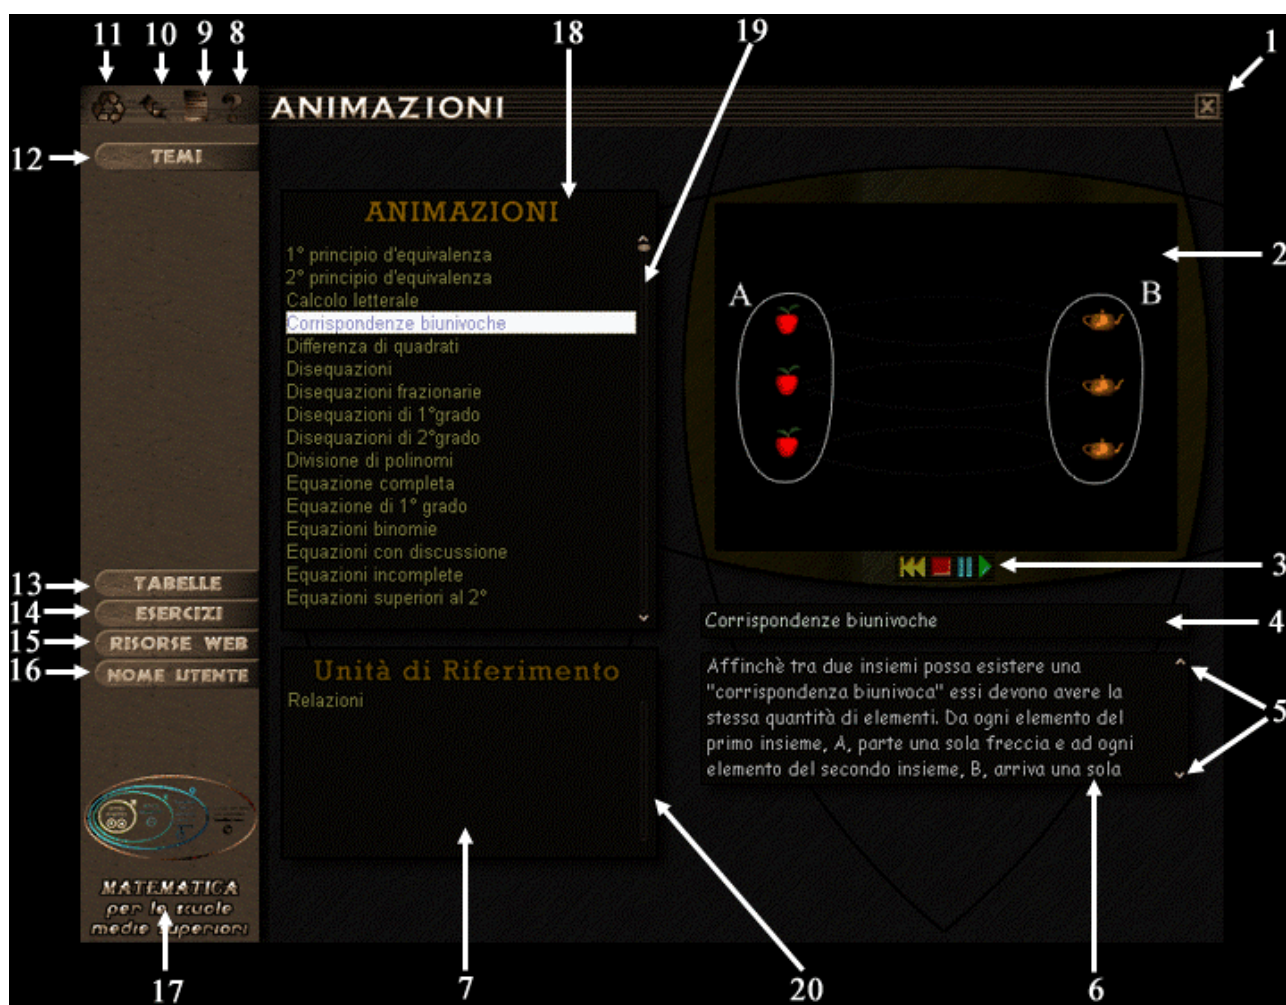 11 10 9 8 18 19 1
ANIMAZIONI
12 TEMI
ANIMAZIONI
1° principio d'equivalenza
2° principio d'equivalenza
Calcolo letterale
Corrispondenze biunivoche
Differenza di quadrati
Disequazioni
Disequazioni frazionarie
Disequazioni di 1°grado
Disequazioni di 2°grado
Divisione di polinomi
Equazione completa
Equazione di 1° grado
Equazioni binomie
Equazioni con discussione
Equazioni incomplete
Equazioni superiori al 2°
2
A B
3
13 TABELLE
14 ESERCIZI
15 RISORSE WEB
16 NOME UTENTE
Unità di Riferimento
Relazioni
Corrispondenze biunivoche 4
Affinchè tra due insiemi possa esistere una
"corrispondenza biunivoca" essi devono avere la
stessa quantità di elementi. Da ogni elemento del
primo insieme, A, parte una sola freccia e ad ogni
elemento del secondo insieme, B, arriva una sola
5
MATEMATICA
per le scuole
medie superiori
17 7 20 6